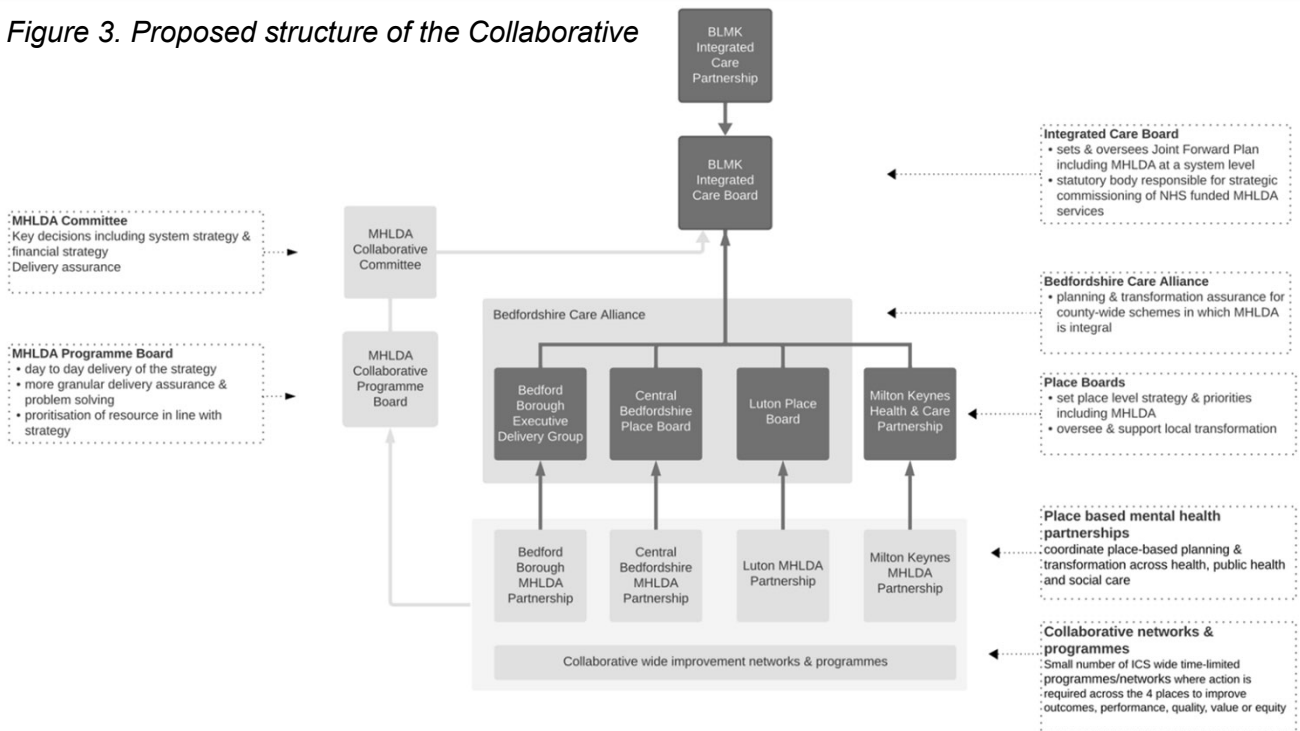 Figure 3. Proposed structure of the Collaborative
BLMK
Integrated
Care
Partnership
BLMK
Integrated
Care Board
Integrated Care Board
• sets & oversees Joint Forward Plan
including MHLDA at a system level
• statutory body responsible for strategic
commissioning of NHS funded MHLDA
services
MHLDA Committee
Key decisions including system strategy &
financial strategy
Delivery assurance
MHLDA
Collaborative
Committee
Bedfordshire Care Alliance
• planning & transformation assurance for
county-wide schemes in which MHLDA
is integral
Bedfordshire Care Alliance
MHLDA Programme Board
• day to day delivery of the strategy
• more granular delivery assurance &
problem solving
• proritisation of resource in line with
strategy
MHLDA
Collaborative
Programme
Board
Bedford
Borough
Executive
Delivery Group
Central
Bedfordshire
Place Board
Luton Place
Board
Milton Keynes
Health & Care
Partnership
Place Boards
• set place level strategy & priorities
including MHLDA
• oversee & support local transformation
Bedford
Borough
MHLDA
Partnership
Central
Bedfordshire
MHLDA
Partnership
Luton MHLDA
Partnership
Milton Keynes
MHLDA
Partnership
Place based mental health
partnerships
coordinate place-based planning &
transformation across health, public health
and social care
Collaborative wide improvement networks & programmes
Collaborative networks &
programmes
Small number of ICS wide time-limited
programmes/networks where action is
required across the 4 places to improve
outcomes, performance, quality, value or equity